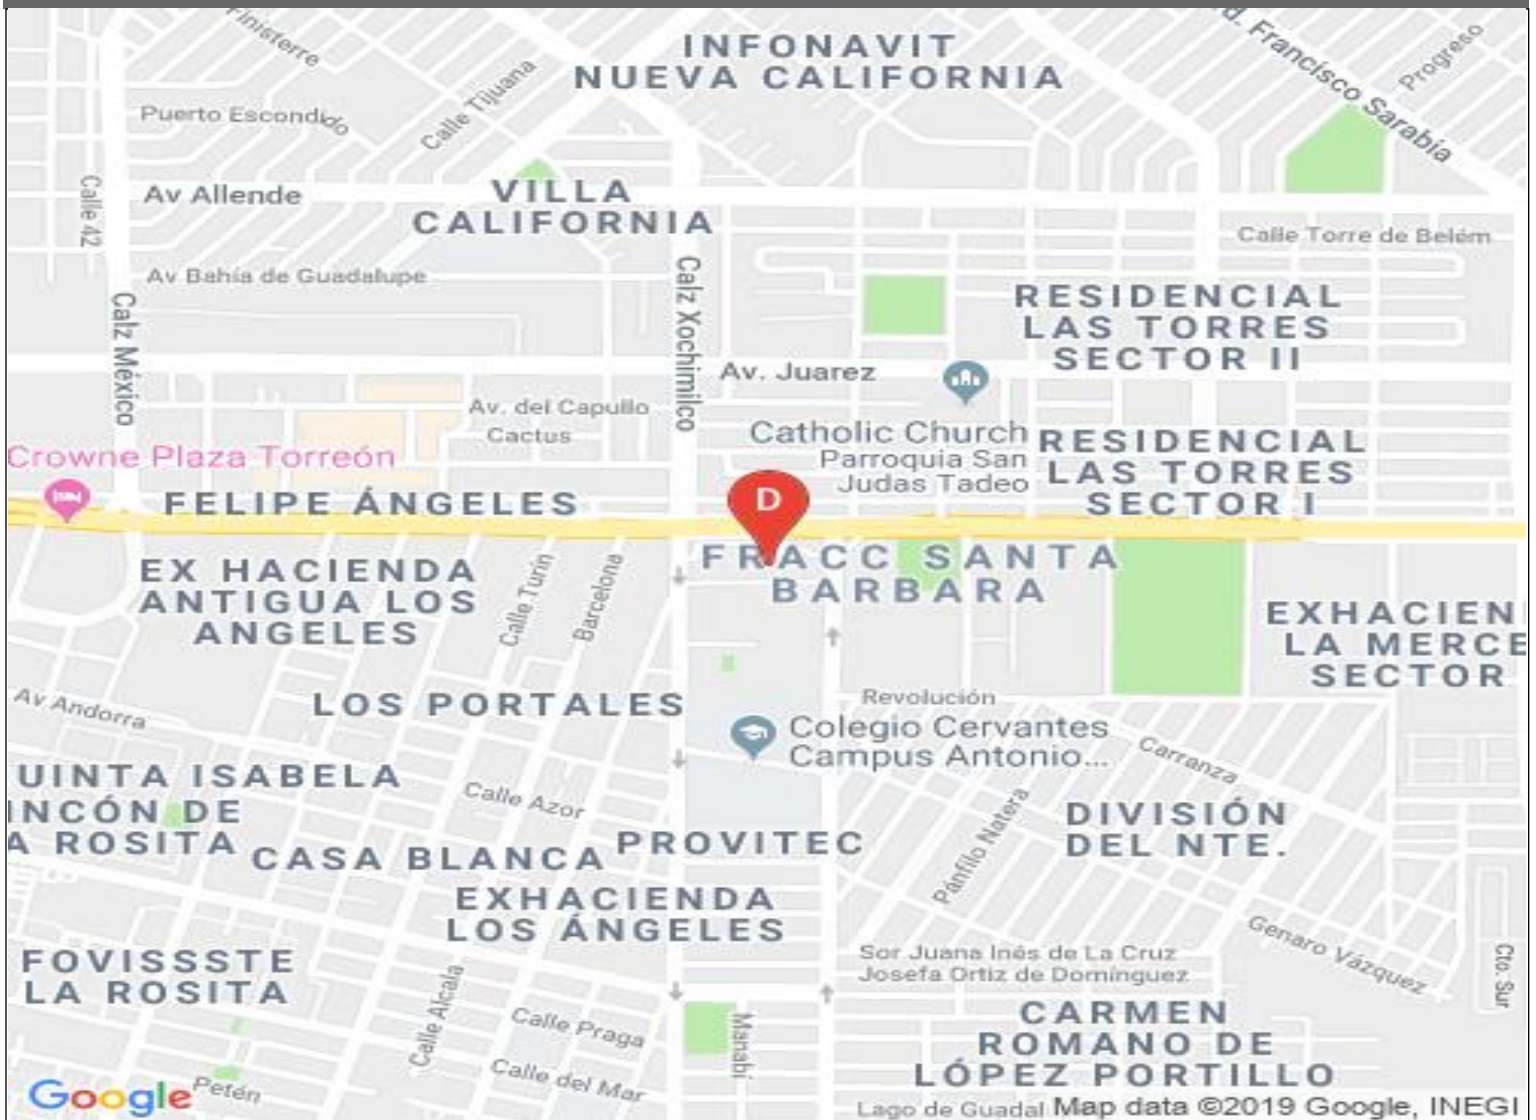 Finisterre
INFONAVIT
NUEVA CALIFORNIA
Francisco Sarabia
Progreso
Calle Tijuana
Puerto Escondido
Calle 42
Av Allende
VILLA
CALIFORNIA
Calle Torre de Belém
Av Bahía de Guadalupe
Calz México
Calz Xochimilco
RESIDENCIAL
LAS TORRES
SECTOR II
Av. Juarez
Av. del Capullo
Cactus
Catholic Church
Parroquia San
Judas Tadeo
RESIDENCIAL
LAS TORRES
SECTOR I
Crowne Plaza Torreón
FELIPE ÁNGELES
D
FRACC SANTA
BARBARA
EX HACIENDA
ANTIGUA LOS
ANGELES
Calle Turín
Barcelona
EXHACIEN
LA MERCE
SECTOR
Av Andorra
LOS PORTALES
Revolución
Colegio Cervantes
Campus Antonio...
Carranza
UINTA ISABELA
INCÓN DE
A ROSITA
Calle Azor
Pánfilo Natera
DIVISIÓN
DEL NTE.
CASA BLANCA
PROVITEC
EXHACIENDA
LOS ÁNGELES
Genaro Vázquez
Sor Juana Inés de La Cruz
Josefa Ortiz de Domínguez
Cto. Sur
FOVISSSTE
LA ROSITA
Calle Alcala
Calle Praga
Manabi
CARMEN
ROMANO DE
LÓPEZ PORTILLO
Calle del Mar
Google
Petén
Lago de Guadal
Map data ©2019 Google, INEGI